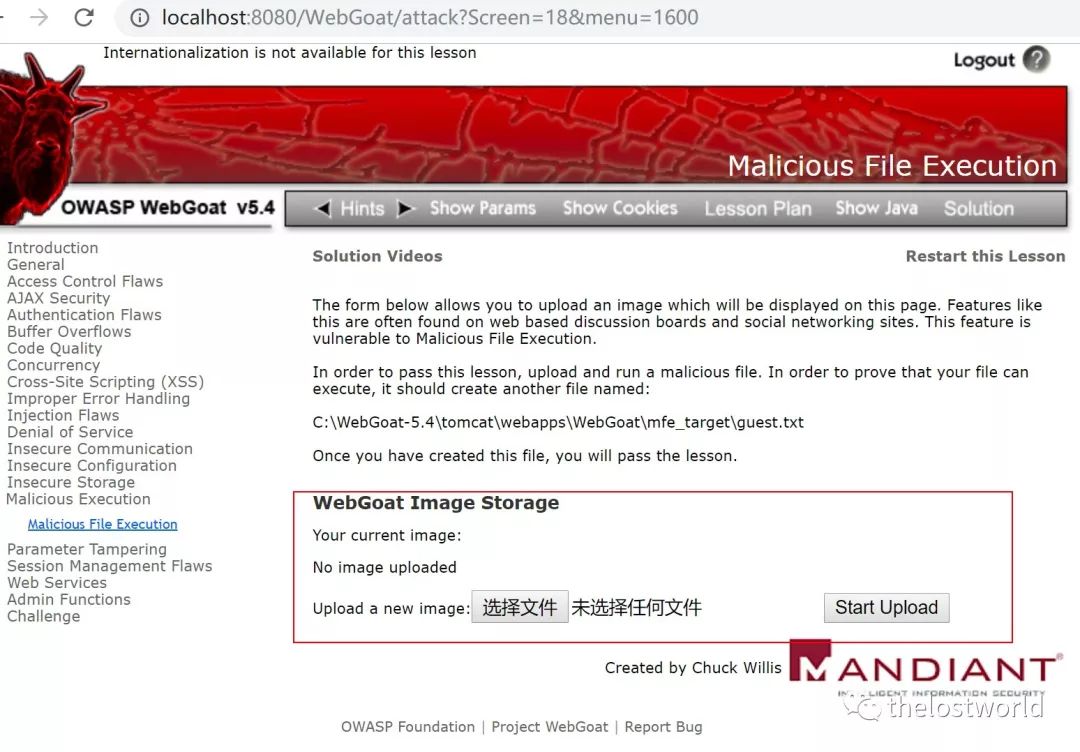 localhost:8080/WebGoat/attack?Screen=18&menu=1600
Internationalization is not available for this lesson
Logout ?
Malicious File Execution
OWASP WebGoat v5.4
Hints Show Params Show Cookies Lesson Plan Show Java Solution
Introduction
General
Access Control Flaws
AJAX Security
Authentication Flaws
Buffer Overflows
Code Quality
Concurrency
Cross-Site Scripting (XSS)
Improper Error Handling
Injection Flaws
Denial of Service
Insecure Communication
Insecure Configuration
Insecure Storage
Malicious Execution
Malicious File Execution
Parameter Tampering
Session Management Flaws
Web Services
Admin Functions
Challenge
Solution Videos
Restart this Lesson
The form below allows you to upload an image which will be displayed on this page. Features like
this are often found on web based discussion boards and social networking sites. This feature is
vulnerable to Malicious File Execution.
In order to pass this lesson, upload and run a malicious file. In order to prove that your file can
execute, it should create another file named:
C:\WebGoat-5.4\tomcat\webapps\WebGoat\mfe_target\guest.txt
Once you have created this file, you will pass the lesson.
WebGoat Image Storage
Your current image:
No image uploaded
Upload a new image: 选择文件 未选择任何文件 Start Upload
Created by Chuck Willis MANDIANT®
INTELLIGENT INFORMATION SECURITY
thelostworld
OWASP Foundation | Project WebGoat | Report Bug